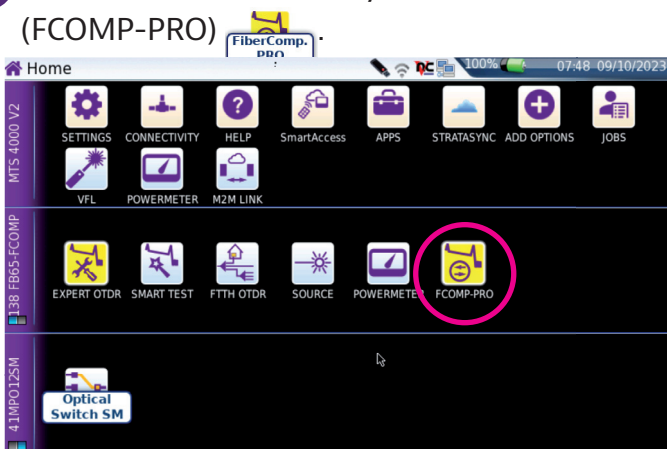 (FCOMP-PRO) FiberComp. PRO .
Home 100% 07:48 09/10/2023
MTS 4000 V2
SETTINGS CONNECTIVITY HELP SmartAccess APPS STRATASYNC ADD OPTIONS JOBS
VFL POWERMETER M2M LINK
138 FB65-FCOMP
EXPERT OTDR SMART TEST FTTH OTDR SOURCE POWERMETER FCOMP-PRO
41MPO12SM
Optical
Switch SM